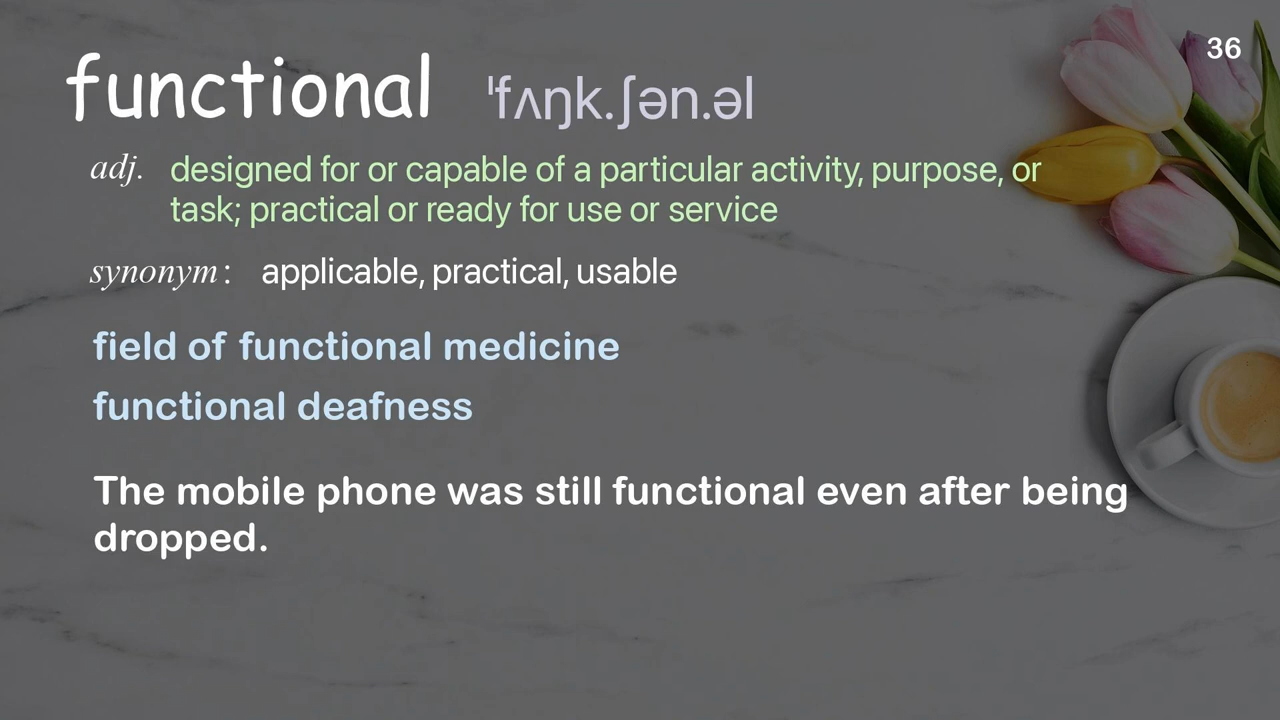 36
functional ˈfʌŋk.ʃən.əl
adj. designed for or capable of a particular activity, purpose, or
task; practical or ready for use or service
synonym: applicable, practical, usable
field of functional medicine
functional deafness
The mobile phone was still functional even after being
dropped.